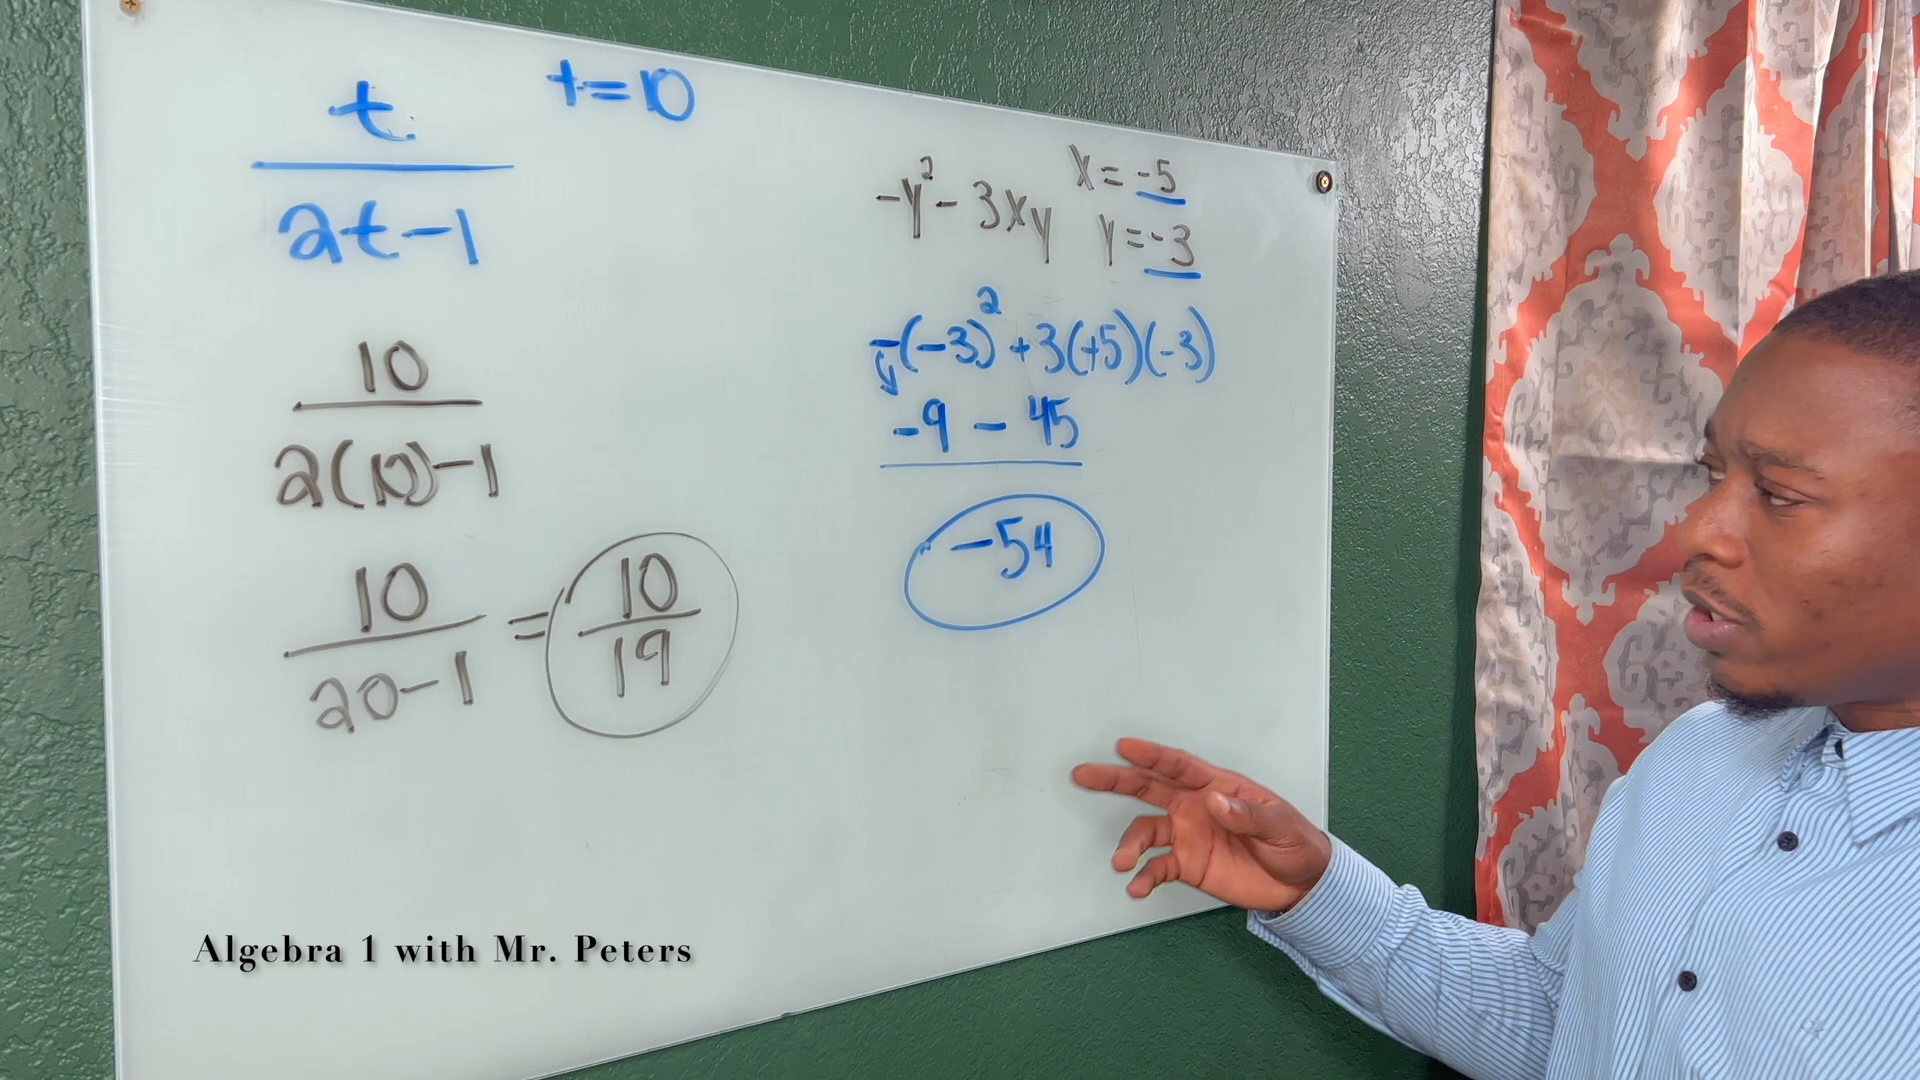 t
t=10
2t-1
10
2(10)-1
10
20-1
=
10
19
-y²-3xy
x=-5
y=-3
-(-3)²+3(+5)(-3)
-9-45
-54
Algebra 1 with Mr. Peters